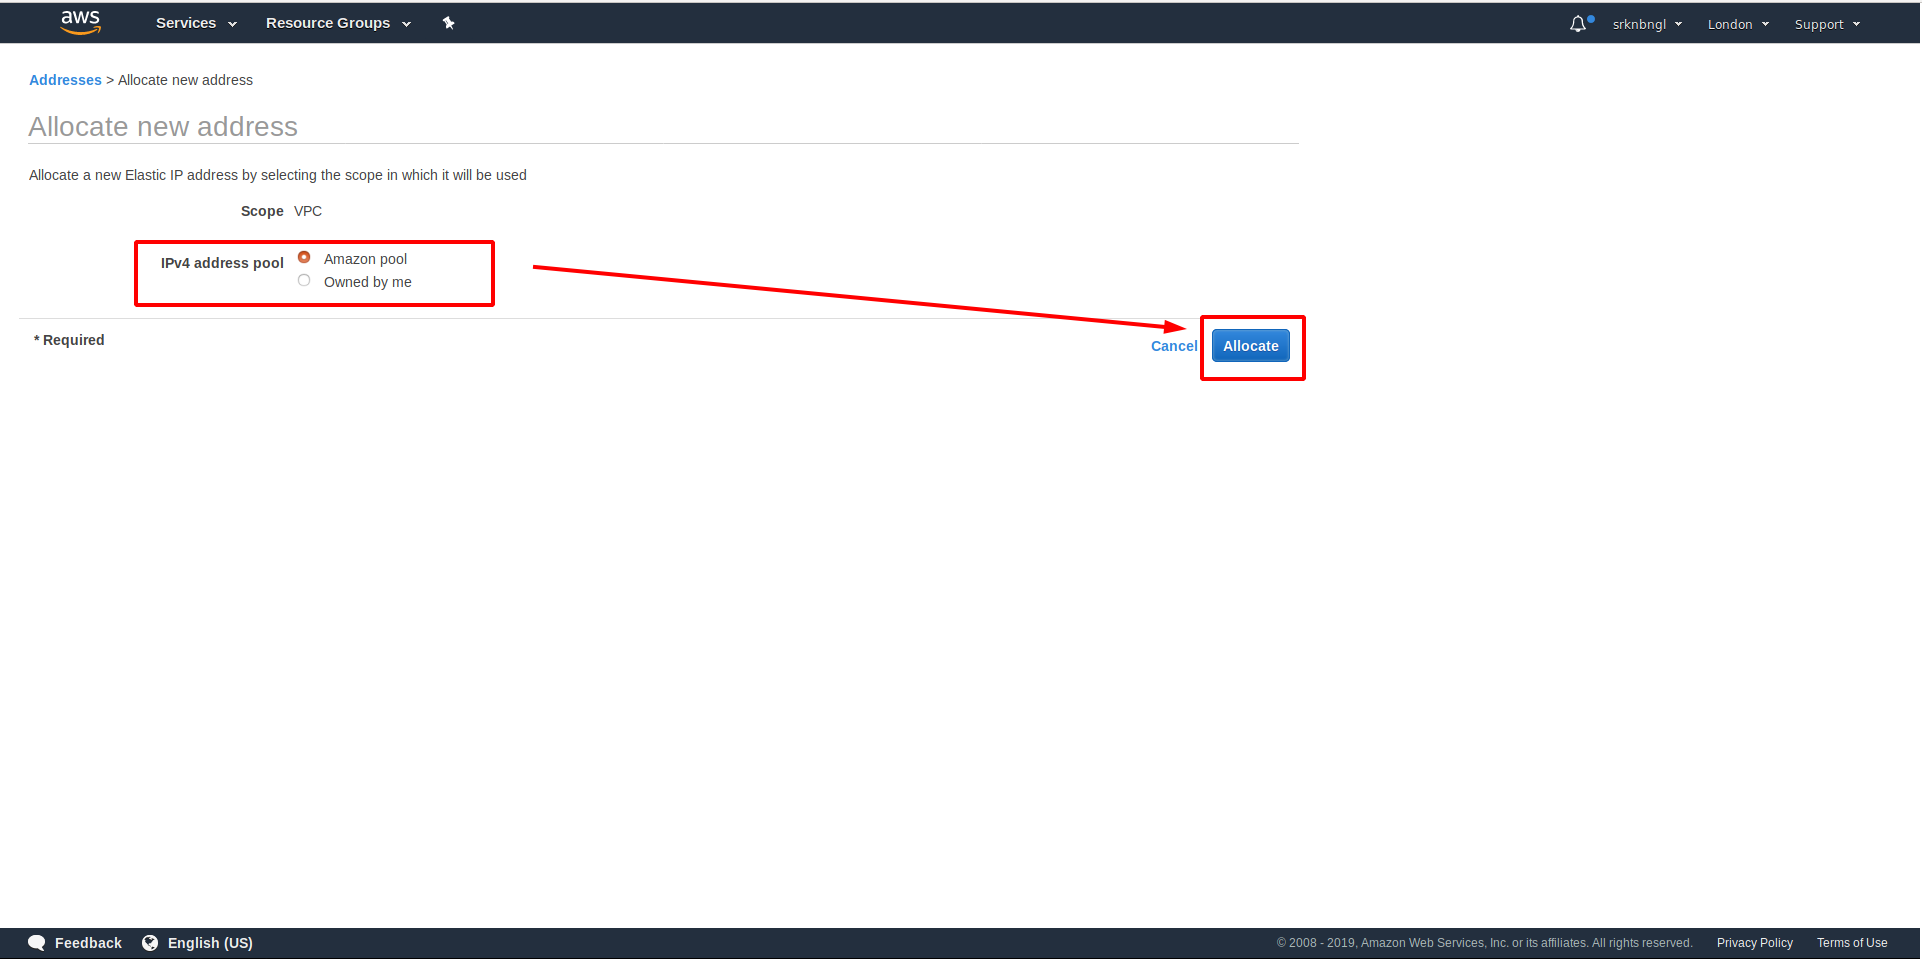 aws Services Resource Groups srknbngl London Support
Addresses > Allocate new address
Allocate new address
Allocate a new Elastic IP address by selecting the scope in which it will be used
Scope VPC
IPv4 address pool Amazon pool
Owned by me
* Required
Cancel Allocate
Feedback English (US) © 2008 - 2019, Amazon Web Services, Inc. or its affiliates. All rights reserved. Privacy Policy Terms of Use